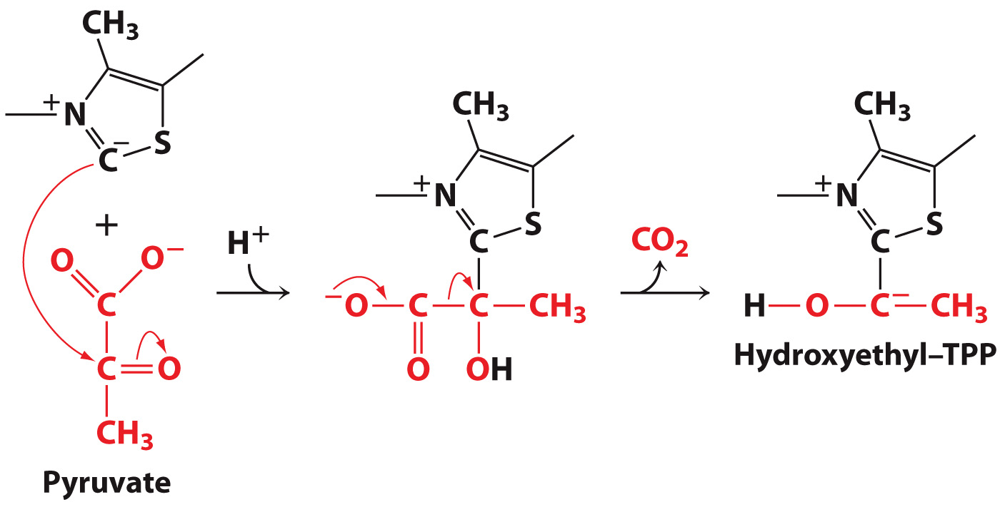 CH3
+
N
S
C−
+
O
O−
C
C
O
CH3
Pyruvate
H+
CH3
+
N
S
C
−O
C
C
CH3
O
OH
CO2
CH3
+
N
S
C
H
O
C−
CH3
Hydroxyethyl–TPP